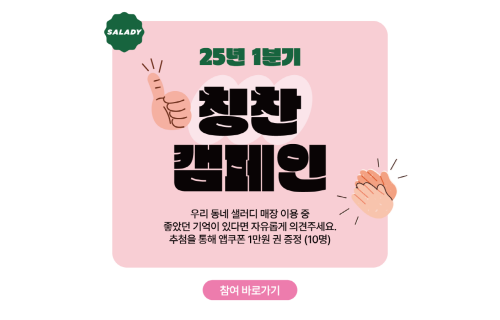 SALADY
25년 1분기
칭찬
캠페인
우리 동네 샐러디 매장 이용 중
좋았던 기억이 있다면 자유롭게 의견주세요.
추첨을 통해 앱쿠폰 1만원 권 증정 (10명)
참여 바로가기